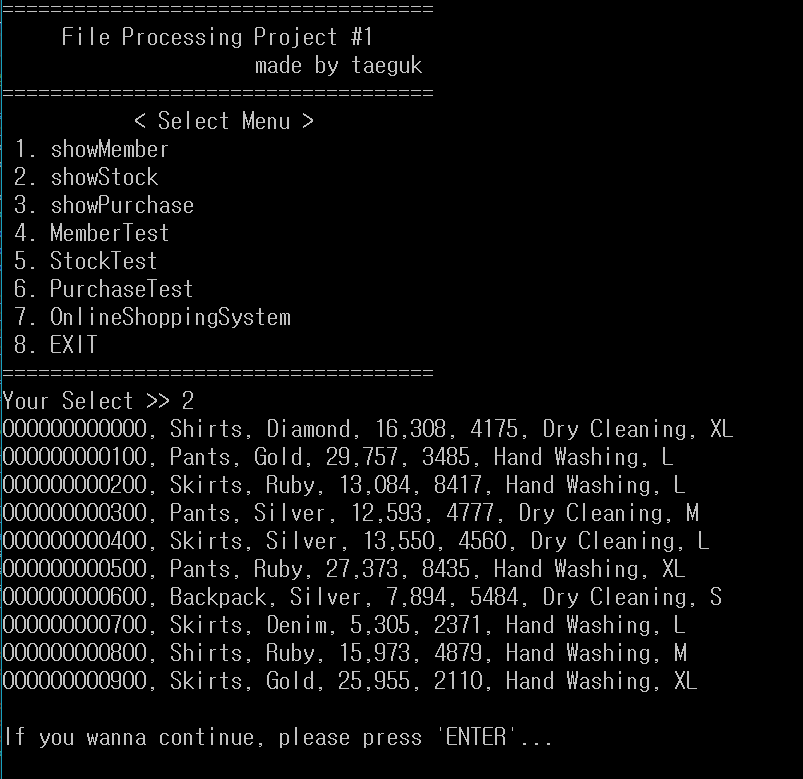 ====================================
File Processing Project #1
made by taeguk
====================================
< Select Menu >
1. showMember
2. showStock
3. showPurchase
4. MemberTest
5. StockTest
6. PurchaseTest
7. OnlineShoppingSystem
8. EXIT
====================================
Your Select >> 2
000000000000, Shirts, Diamond, 16,308, 4175, Dry Cleaning, XL
000000000100, Pants, Gold, 29,757, 3485, Hand Washing, L
000000000200, Skirts, Ruby, 13,084, 8417, Hand Washing, L
000000000300, Pants, Silver, 12,593, 4777, Dry Cleaning, M
000000000400, Skirts, Silver, 13,550, 4560, Dry Cleaning, L
000000000500, Pants, Ruby, 27,373, 8435, Hand Washing, XL
000000000600, Backpack, Silver, 7,894, 5484, Dry Cleaning, S
000000000700, Skirts, Denim, 5,305, 2371, Hand Washing, L
000000000800, Shirts, Ruby, 15,973, 4879, Hand Washing, M
000000000900, Skirts, Gold, 25,955, 2110, Hand Washing, XL
If you wanna continue, please press 'ENTER'...